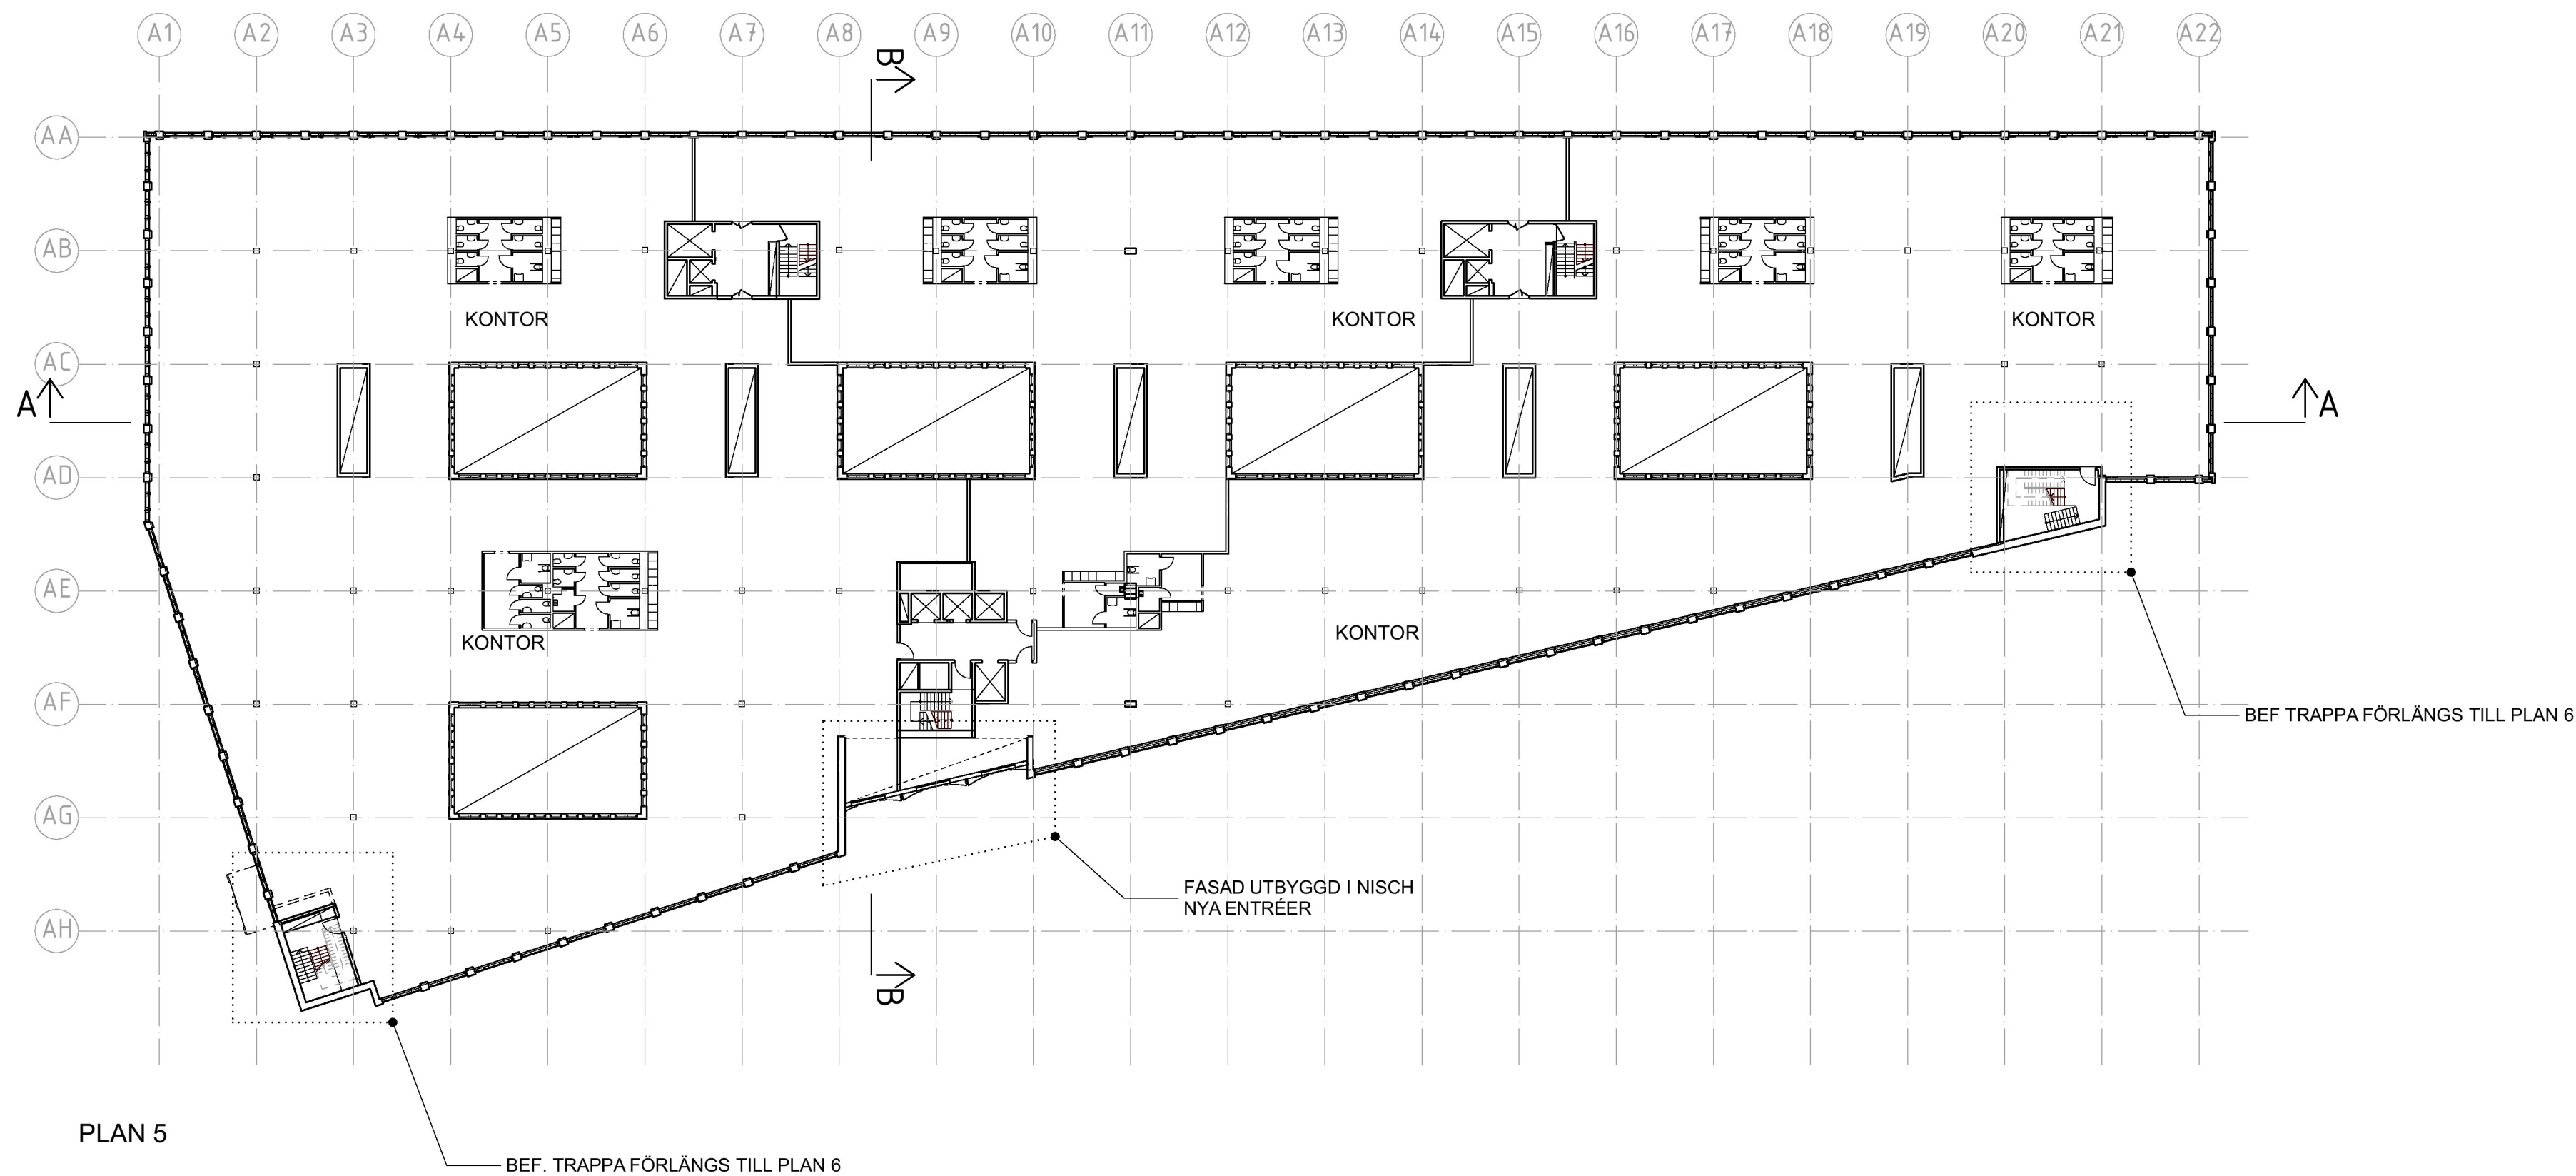 A1 A2 A3 A4 A5 A6 A7 A8 A9 A10 A11 A12 A13 A14 A15 A16 A17 A18 A19 A20 A21 A22
B
AA
AB
KONTOR KONTOR KONTOR
AC
A A
AD
AE
KONTOR KONTOR
AF
BEF TRAPPA FÖRLÄNGS TILL PLAN 6
AG
FASAD UTBYGGD I NISCH
NYA ENTRÉER
AH
B
PLAN 5
BEF. TRAPPA FÖRLÄNGS TILL PLAN 6